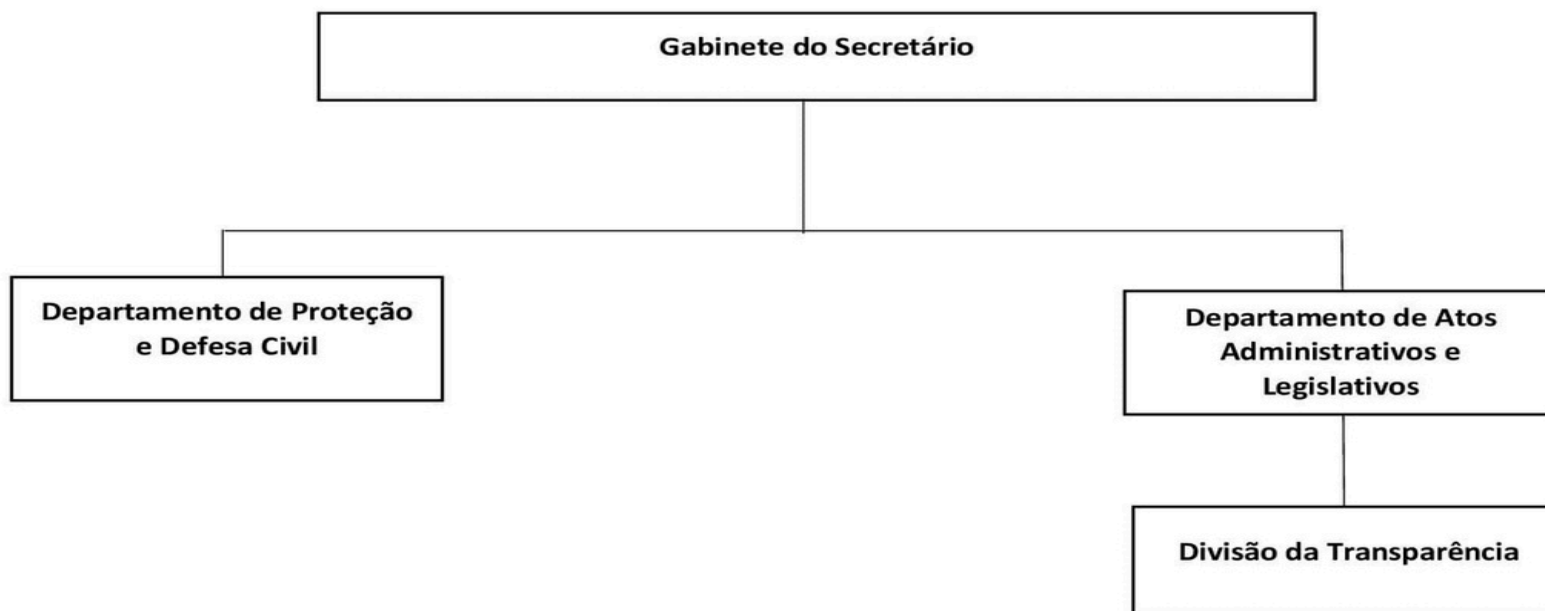 Gabinete do Secretário
Departamento de Proteção
e Defesa Civil
Departamento de Atos
Administrativos e
Legislativos
Divisão da Transparência